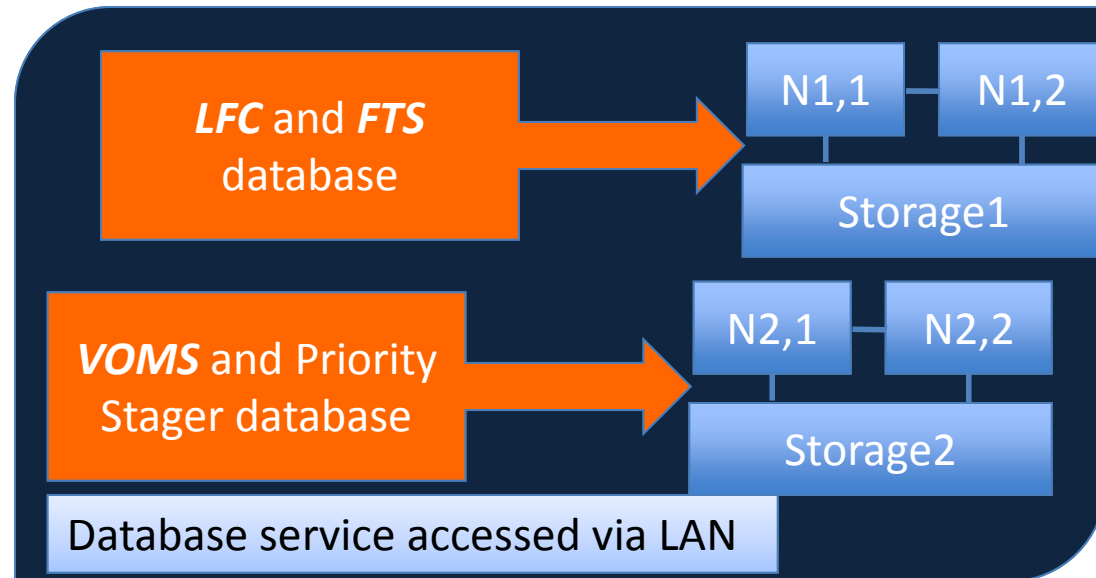 LFC and FTS
database
N1,1
N1,2
Storage1
VOMS and Priority
Stager database
N2,1
N2,2
Storage2
Database service accessed via LAN